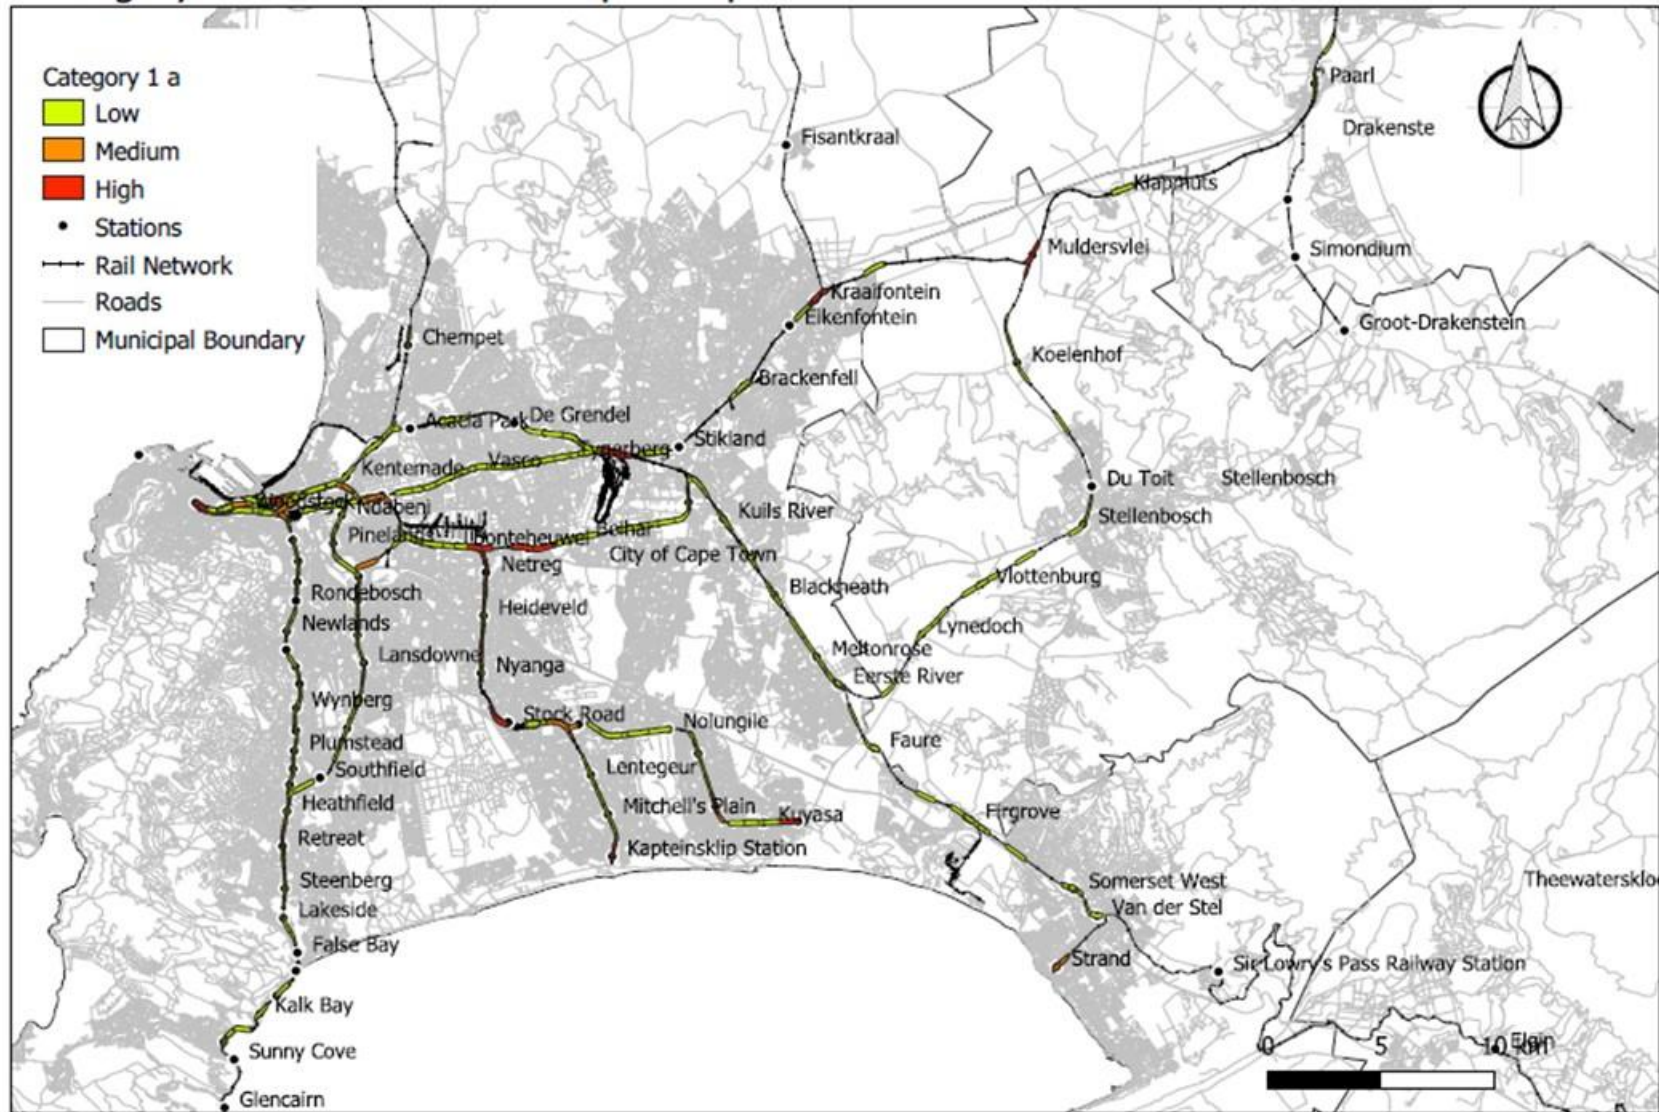 Category 1 a
Low
Medium
High
Stations
Rail Network
Roads
Municipal Boundary
N
Paarl
Drakenste
Fisantkraal
Klapmuts
Muldersvlei
Simondium
Kraaifontein
Eikenfontein
Groot-Drakenstein
Chempet
Koelenhof
Brackenfell
Acacia Park
De Grendel
Stikland
Kentemade
Vasco
Du Toit
Stellenbosch
Ndabeni
Kuils River
Stellenbosch
Pinelands
Bonteheuwel
Belhar
City of Cape Town
Netreg
Vlottenburg
Blackheath
Rondebosch
Heideveld
Newlands
Lynedoch
Lansdowne
Nyanga
Meltonrose
Eerste River
Wynberg
Stock Road
Nolungile
Plumstead
Faure
Southfield
Lentegeur
Heathfield
Mitchell's Plain
Kuyasa
Firgrove
Retreat
Kapteinsklip Station
Steenberg
Somerset West
Theewaterskloo
Lakeside
Van der Stel
False Bay
Strand
Sir Lowry's Pass Railway Station
Kalk Bay
Sunny Cove
0 5 10 km
Elgin
Glencairn